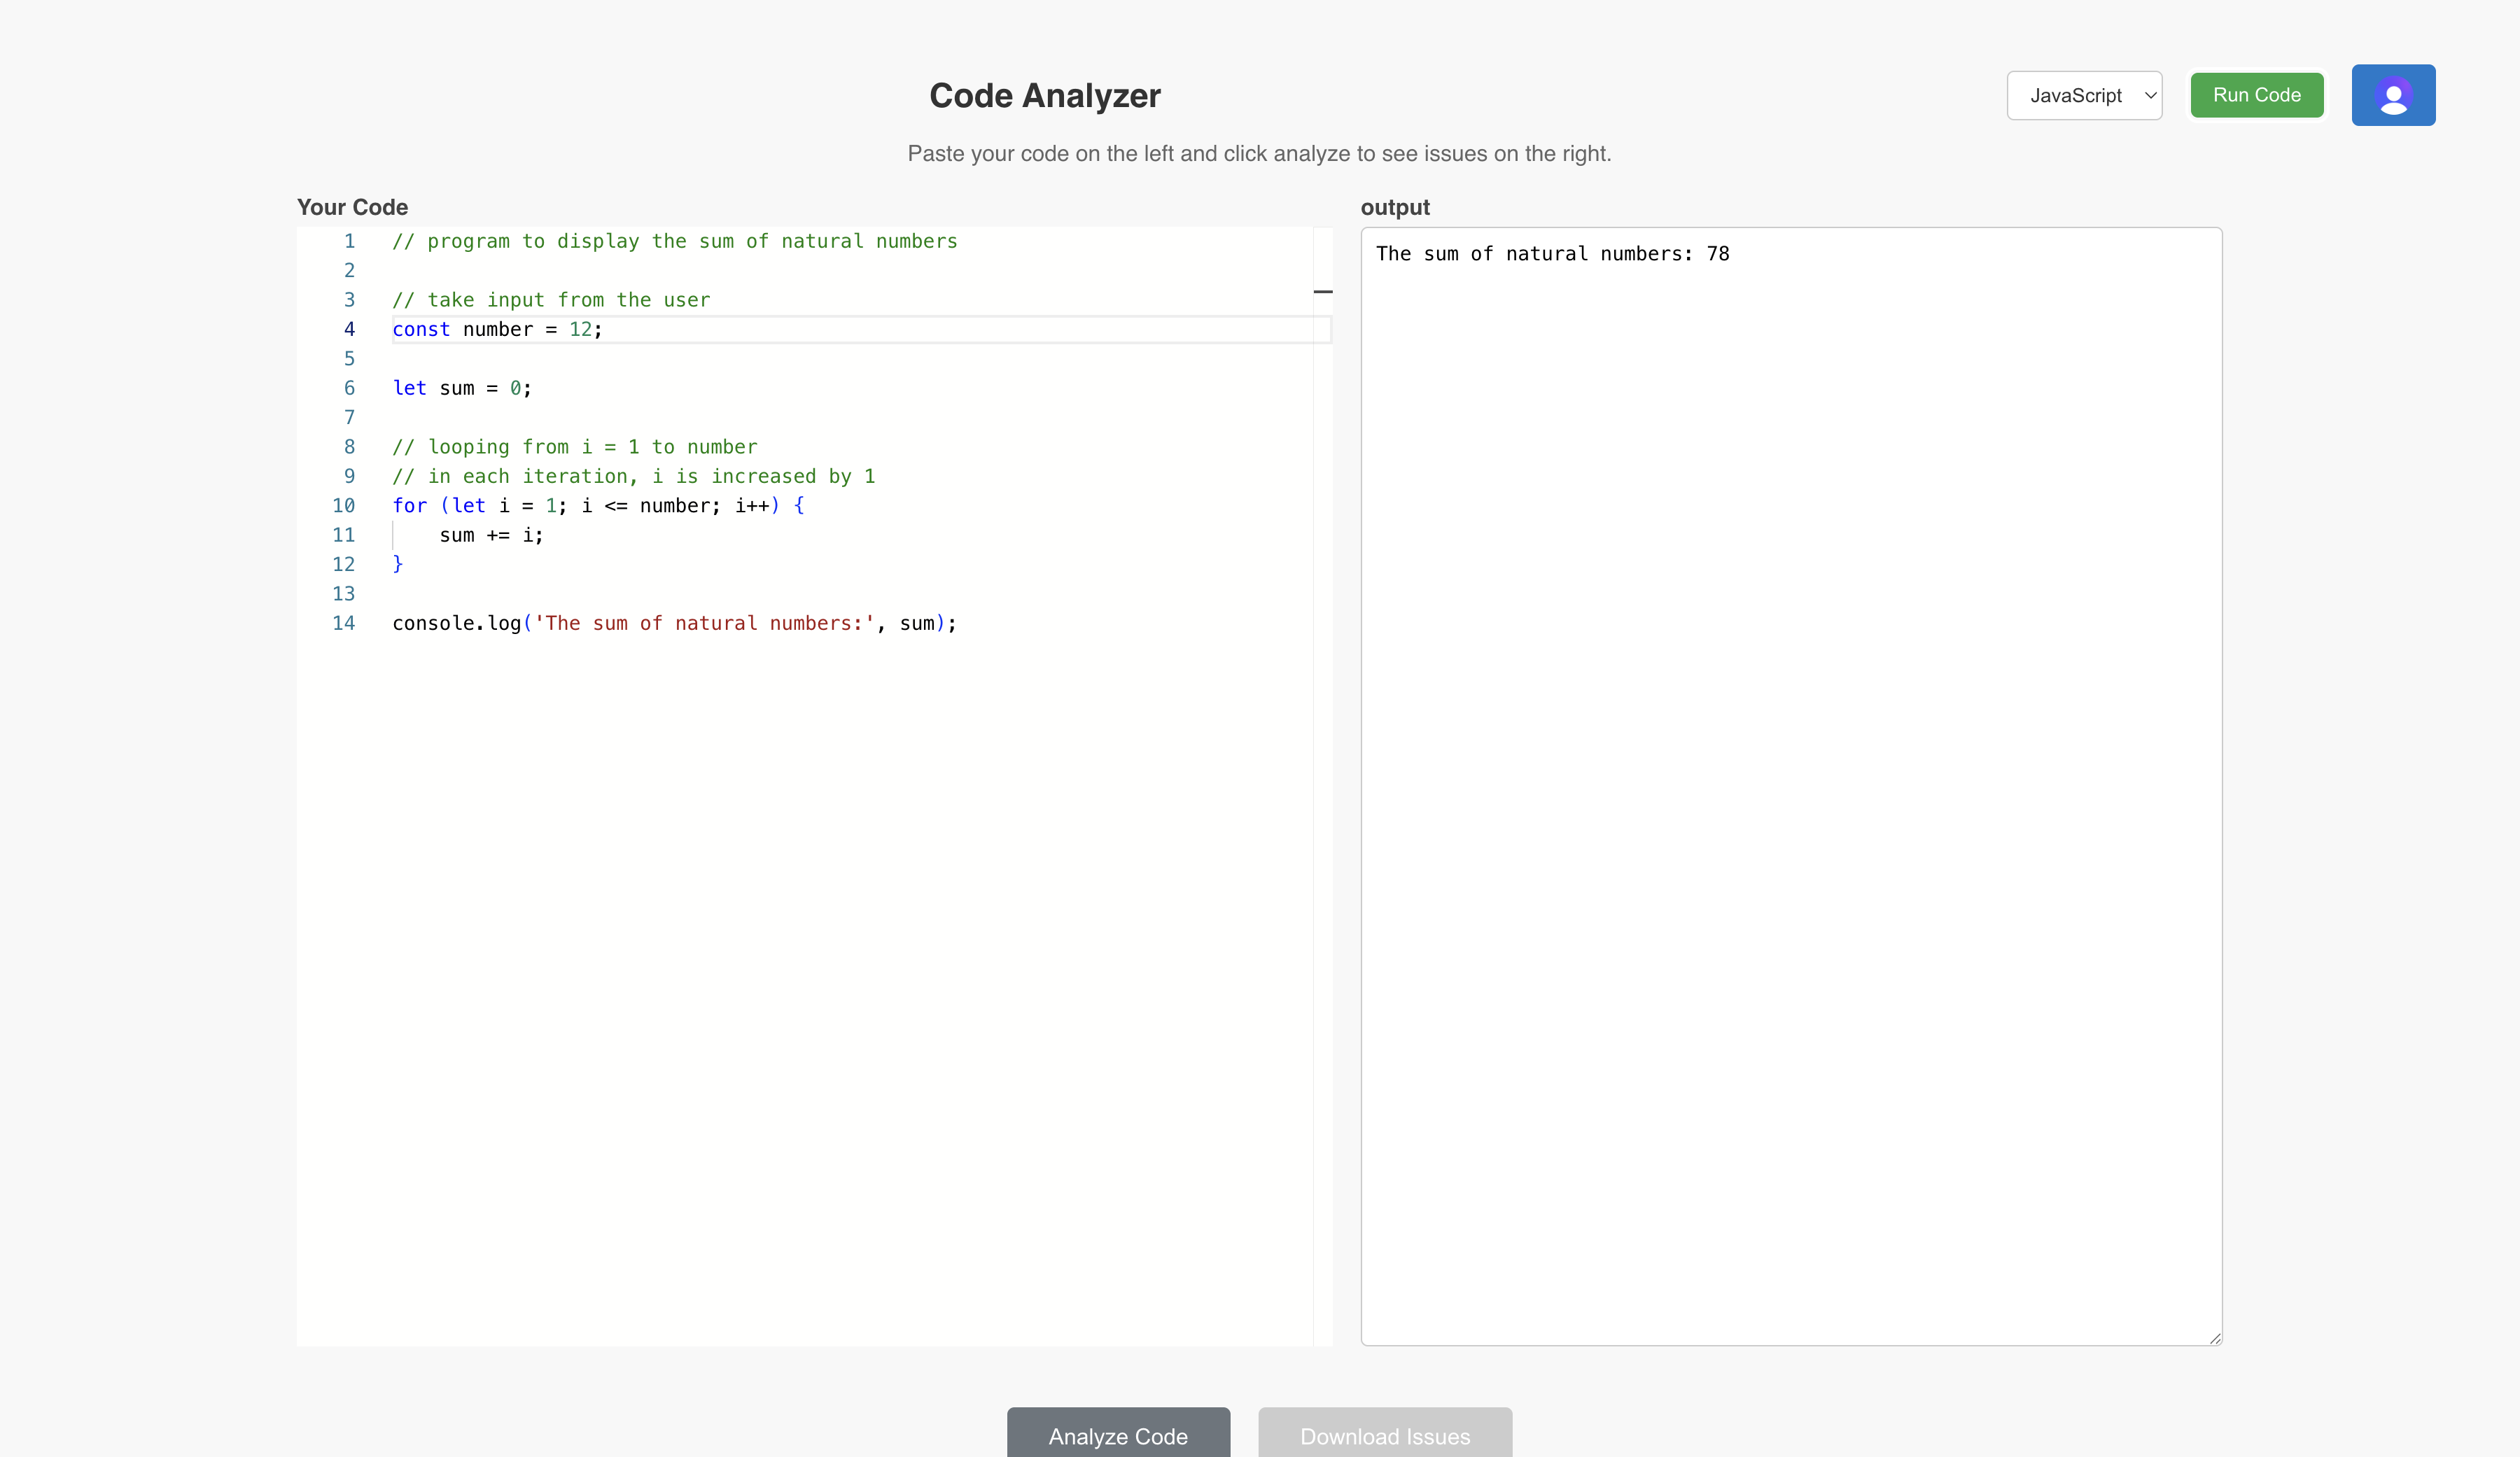 Code Analyzer
JavaScript
Run Code
Paste your code on the left and click analyze to see issues on the right.
Your Code
1 // program to display the sum of natural numbers
2
3 // take input from the user
4 const number = 12;
5
6 let sum = 0;
7
8 // looping from i = 1 to number
9 // in each iteration, i is increased by 1
10 for (let i = 1; i <= number; i++) {
11     sum += i;
12 }
13
14 console.log('The sum of natural numbers:', sum);
output
The sum of natural numbers: 78
Analyze Code
Download Issues